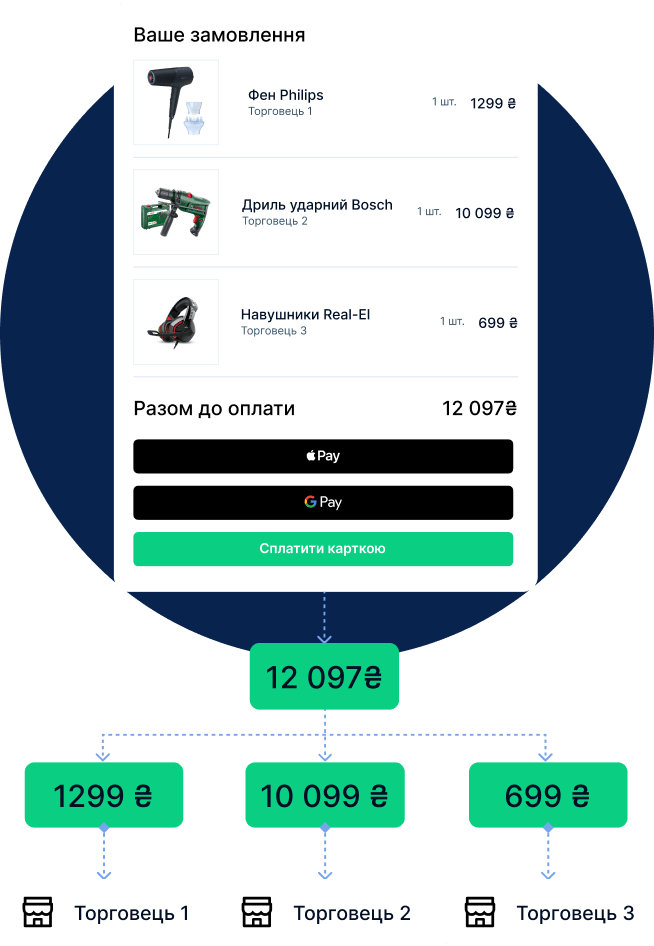 Ваше замовлення
Фен Philips
Торговець 1
1 шт.
1299 ₴
Дриль ударний Bosch
Торговець 2
1 шт.
10 099 ₴
Навушники Real-El
Торговець 3
1 шт.
699 ₴
Разом до оплати
12 097₴
Pay
G Pay
Сплатити карткою
12 097₴
1299 ₴
10 099 ₴
699 ₴
Торговець 1
Торговець 2
Торговець 3